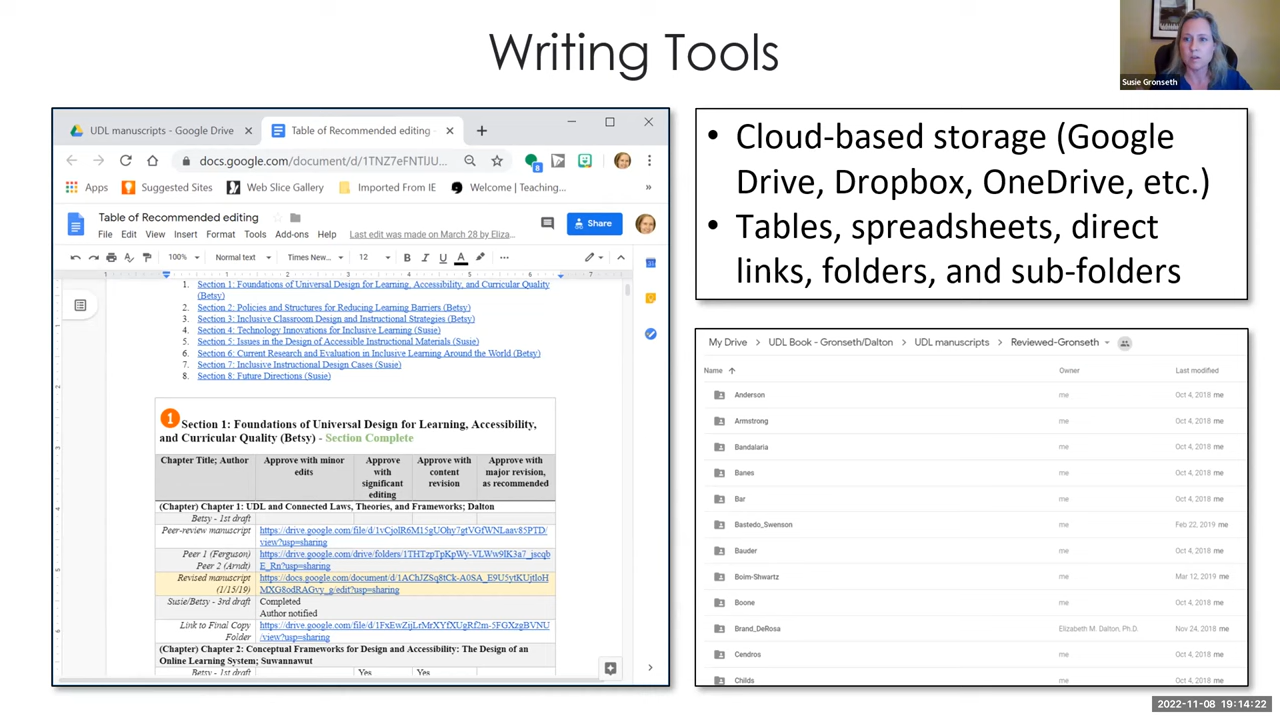 Writing Tools
Susie Gronseth
UDL manuscripts - Google Drive
Table of Recommended editing -
docs.google.com/document/d/1TNZ7eFNTlJU...
8
Apps
Suggested Sites
Web Slice Gallery
Imported From IE
Welcome | Teaching...
»
Table of Recommended editing
Share
File Edit View Insert Format Tools Add-ons Help Last edit was made on March 28 by Eliza...
100% Normal text Times New... 12 B I U A
1. Section 1: Foundations of Universal Design for Learning, Accessibility, and Curricular Quality
(Betsy)
2. Section 2: Policies and Structures for Reducing Learning Barriers (Betsy)
3. Section 3: Inclusive Classroom Design and Instructional Strategies (Betsy)
4. Section 4: Technology Innovations for Inclusive Learning (Susie)
5. Section 5: Issues in the Design of Accessible Instructional Materials (Susie)
6. Section 6: Current Research and Evaluation in Inclusive Learning Around the World (Betsy)
7. Section 7: Inclusive Instructional Design Cases (Susie)
8. Section 8: Future Directions (Susie)
1 Section 1: Foundations of Universal Design for Learning, Accessibility,
and Curricular Quality (Betsy) - Section Complete
Chapter Title; Author
Approve with minor
edits
Approve
with
significant
editing
Approve with
content
revision
Approve with
major revision,
as recommended
(Chapter) Chapter 1: UDL and Connected Laws, Theories, and Frameworks; Dalton
Betsy - 1st draft
Peer-review manuscript
Peer 1 (Ferguson)
Peer 2 (Arndt)
Revised manuscript
(1/15/19)
Susie/Betsy - 3rd draft
Completed
Author notified
Link to Final Copy
Folder
/view?usp=sharing
(Chapter) Chapter 2: Conceptual Frameworks for Design and Accessibility: The Design of an
Online Learning System; Suwannawut
Betsy - 1st draft Yes Yes
• Cloud-based storage (Google
Drive, Dropbox, OneDrive, etc.)
• Tables, spreadsheets, direct
links, folders, and sub-folders
My Drive > UDL Book - Gronseth/Dalton > UDL manuscripts > Reviewed-Gronseth
Name Owner Last modified
Anderson me Oct 4, 2018 me
Armstrong me Oct 4, 2018 me
Bandalaria me Oct 4, 2018 me
Banes me Oct 4, 2018 me
Bar me Oct 4, 2018 me
Bastedo_Swenson me Feb 22, 2019 me
Bauder me Oct 4, 2018 me
Boim-Shwartz me Mar 12, 2019 me
Boone me Oct 4, 2018 me
Brand_DeRosa Elizabeth M. Dalton, Ph.D. Nov 24, 2018 me
Cendros me Oct 4, 2018 me
Childs me Oct 4, 2018 me
2022-11-08 19:14:22